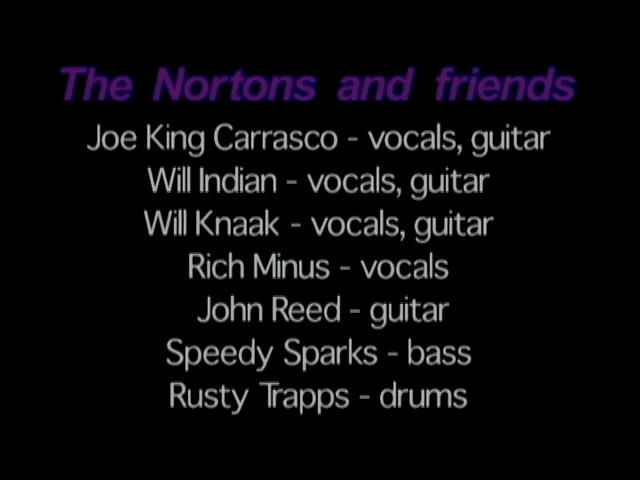 The Nortons and friends
Joe King Carrasco - vocals, guitar
Will Indian - vocals, guitar
Will Knaak - vocals, guitar
Rich Minus - vocals
John Reed - guitar
Speedy Sparks - bass
Rusty Trapps - drums